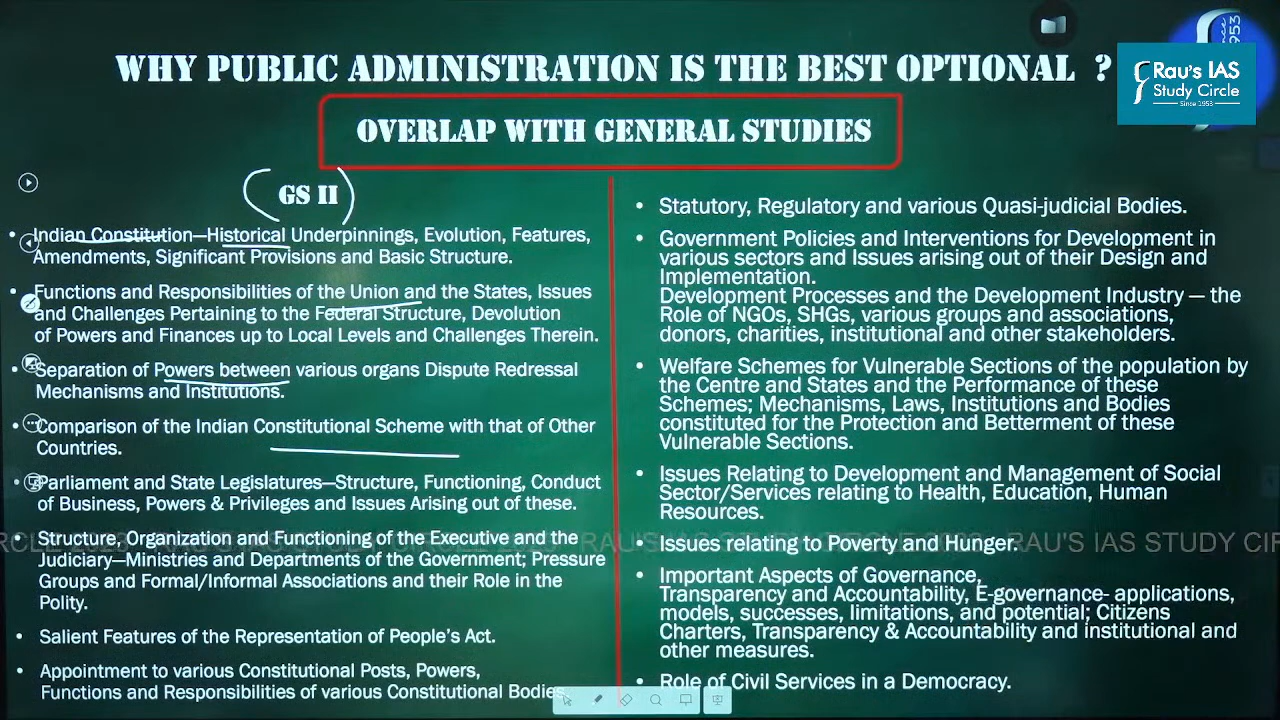 WHY PUBLIC ADMINISTRATION IS THE BEST OPTIONAL ?
Rau's IAS
Study Circle
Since 1953
1953
OVERLAP WITH GENERAL STUDIES
GS II
• Indian Constitution—Historical Underpinnings, Evolution, Features,
Amendments, Significant Provisions and Basic Structure.
• Functions and Responsibilities of the Union and the States, Issues
and Challenges Pertaining to the Federal Structure, Devolution
of Powers and Finances up to Local Levels and Challenges Therein.
• Separation of Powers between various organs Dispute Redressal
Mechanisms and Institutions.
• Comparison of the Indian Constitutional Scheme with that of Other
Countries.
• Parliament and State Legislatures—Structure, Functioning, Conduct
of Business, Powers & Privileges and Issues Arising out of these.
• Structure, Organization and Functioning of the Executive and the
Judiciary—Ministries and Departments of the Government; Pressure
Groups and Formal/Informal Associations and their Role in the
Polity.
• Salient Features of the Representation of People's Act.
• Appointment to various Constitutional Posts, Powers,
Functions and Responsibilities of various Constitutional Bodies.
• Statutory, Regulatory and various Quasi-judicial Bodies.
• Government Policies and Interventions for Development in
various sectors and Issues arising out of their Design and
Implementation.
Development Processes and the Development Industry — the
Role of NGOs, SHGs, various groups and associations,
donors, charities, institutional and other stakeholders.
• Welfare Schemes for Vulnerable Sections of the population by
the Centre and States and the Performance of these
Schemes; Mechanisms, Laws, Institutions and Bodies
constituted for the Protection and Betterment of these
Vulnerable Sections.
• Issues Relating to Development and Management of Social
Sector/Services relating to Health, Education, Human
Resources.
• Issues relating to Poverty and Hunger.
• Important Aspects of Governance,
Transparency and Accountability, E-governance- applications,
models, successes, limitations, and potential; Citizens
Charters, Transparency & Accountability and institutional and
other measures.
• Role of Civil Services in a Democracy.
RAU'S IAS STUDY CIR